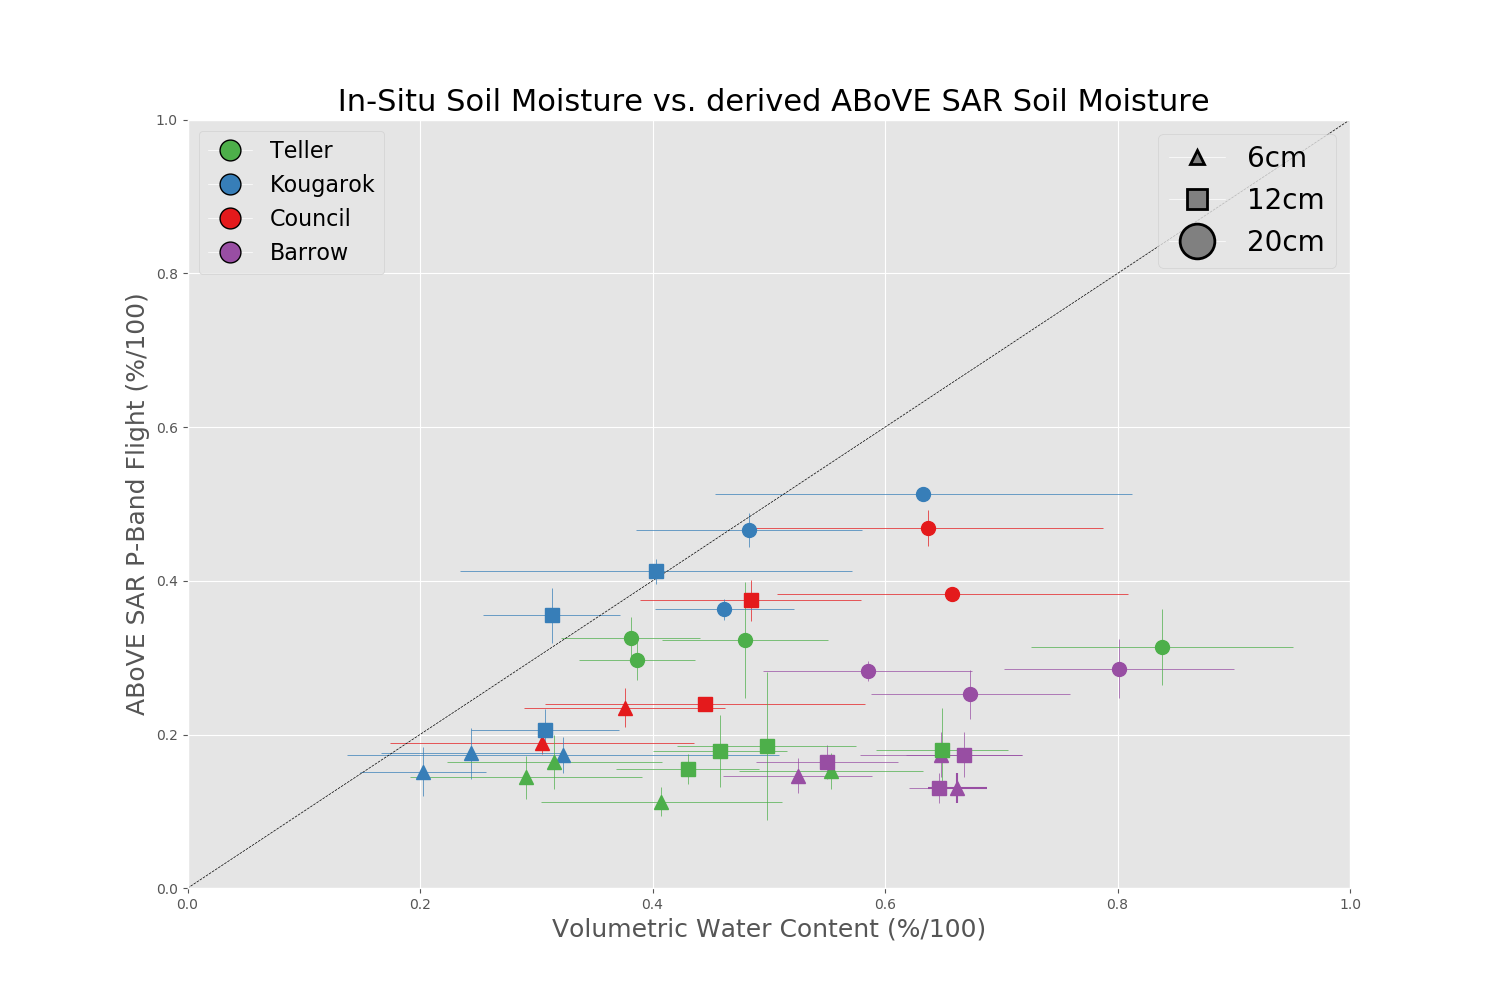 In-Situ Soil Moisture vs. derived ABoVE SAR Soil Moisture
Teller
Kougarok
Council
Barrow
6cm
12cm
20cm
ABoVE SAR P-Band Flight (%/100)
1.0
0.8
0.6
0.4
0.2
0.0
0.0 0.2 0.4 0.6 0.8 1.0
Volumetric Water Content (%/100)